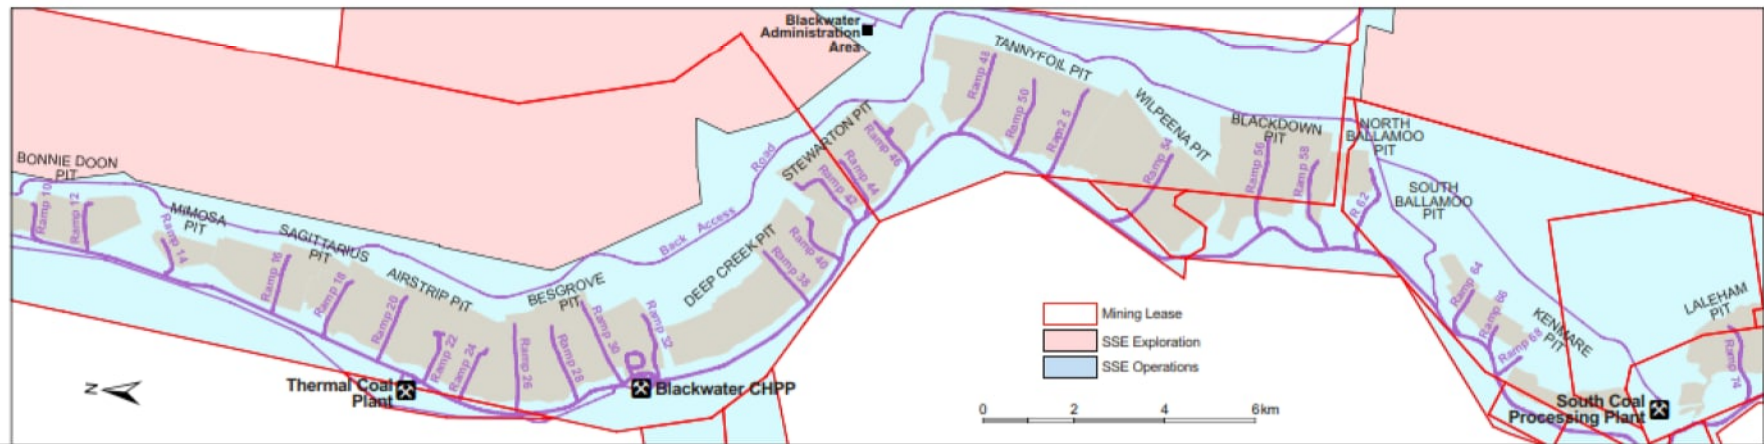 Blackwater
Administration
Area
BONNIE DOON
PIT
Ramp 10
Ramp 12
MIMOSA
PIT
Ramp 14
SAGITTARIUS
PIT
Ramp 16
Ramp 18
AIRSTRIP PIT
Ramp 20
Ramp 22
Ramp 24
BESGROVE
PIT
Ramp 26
Ramp 28
Ramp 30
Ramp 32
Back Access Road
DEEP CREEK PIT
Ramp 38
Ramp 40
STEWARTON PIT
Ramp 42
Ramp 44
Ramp 46
TANNYFOIL PIT
Ramp 48
Ramp 50
Rap2 5
WILPEENA PIT
Ramp 54
BLACKDOWN
PIT
Ramp 56
Ramp 58
NORTH
BALLAMOO
PIT
R 62
SOUTH
BALLAMOO
PIT
Ramp 64
Ramp 66
Ramp 68
KENMARE
PIT
LALEHAM
PIT
Ramp 74
Thermal Coal
Plant
Blackwater CHPP
South Coal
Processing Plant
Mining Lease
SSE Exploration
SSE Operations
N
0 2 4 6km